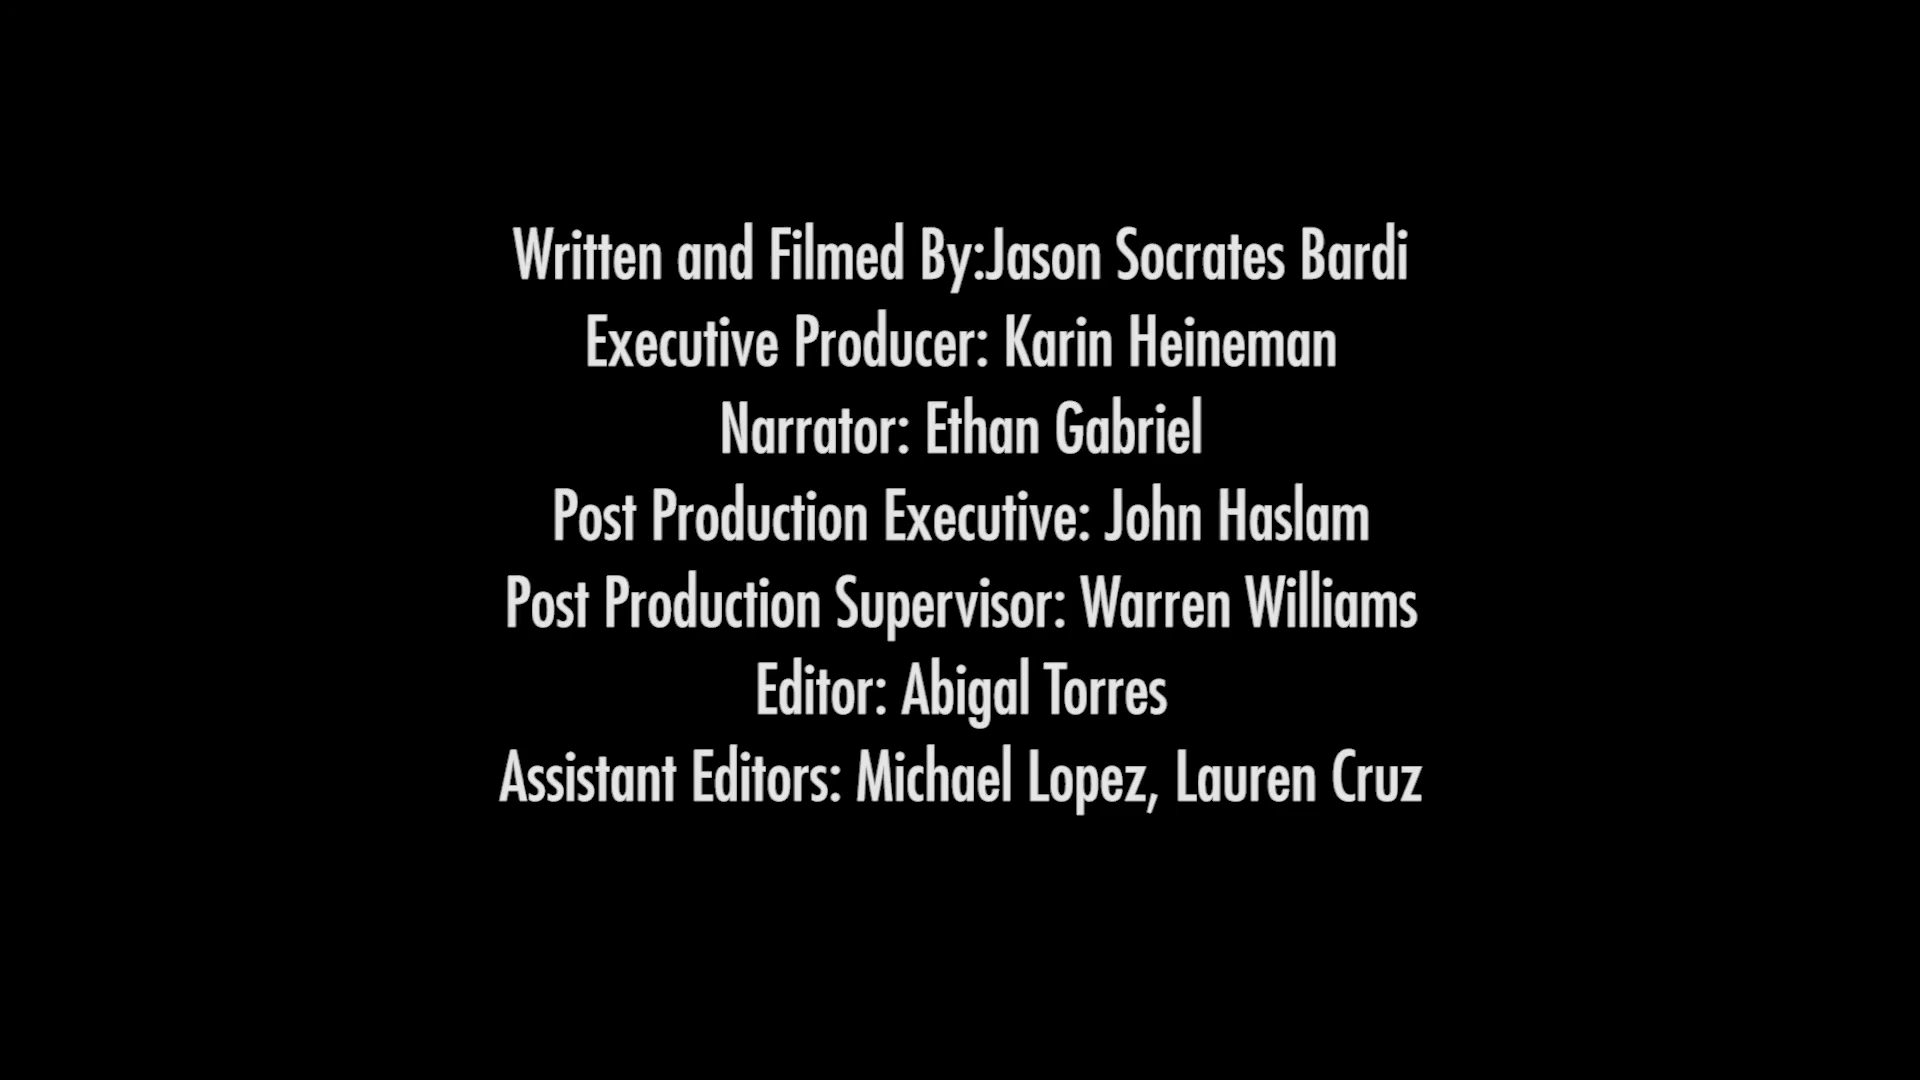 Written and Filmed By:Jason Socrates Bardi
Executive Producer: Karin Heineman
Narrator: Ethan Gabriel
Post Production Executive: John Haslam
Post Production Supervisor: Warren Williams
Editor: Abigal Torres
Assistant Editors: Michael Lopez, Lauren Cruz